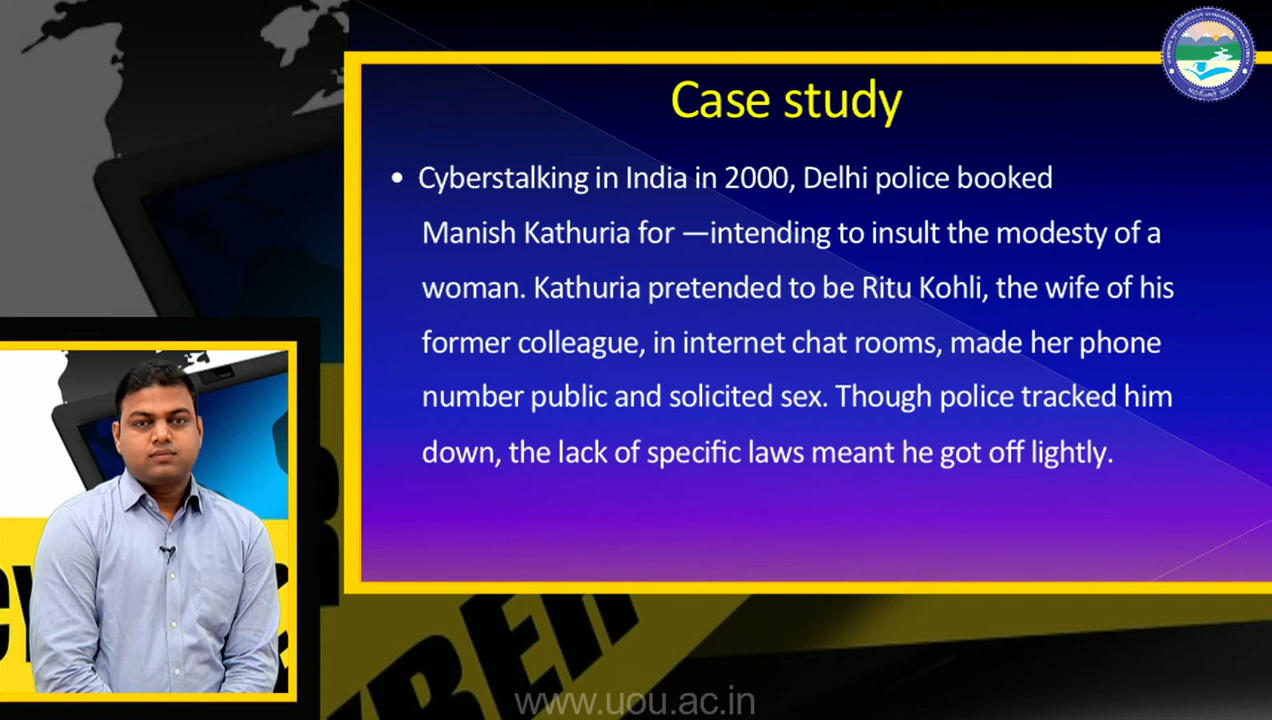 Case study
• Cyberstalking in India in 2000, Delhi police booked
Manish Kathuria for —intending to insult the modesty of a
woman. Kathuria pretended to be Ritu Kohli, the wife of his
former colleague, in internet chat rooms, made her phone
number public and solicited sex. Though police tracked him
down, the lack of specific laws meant he got off lightly.
www.uou.ac.in